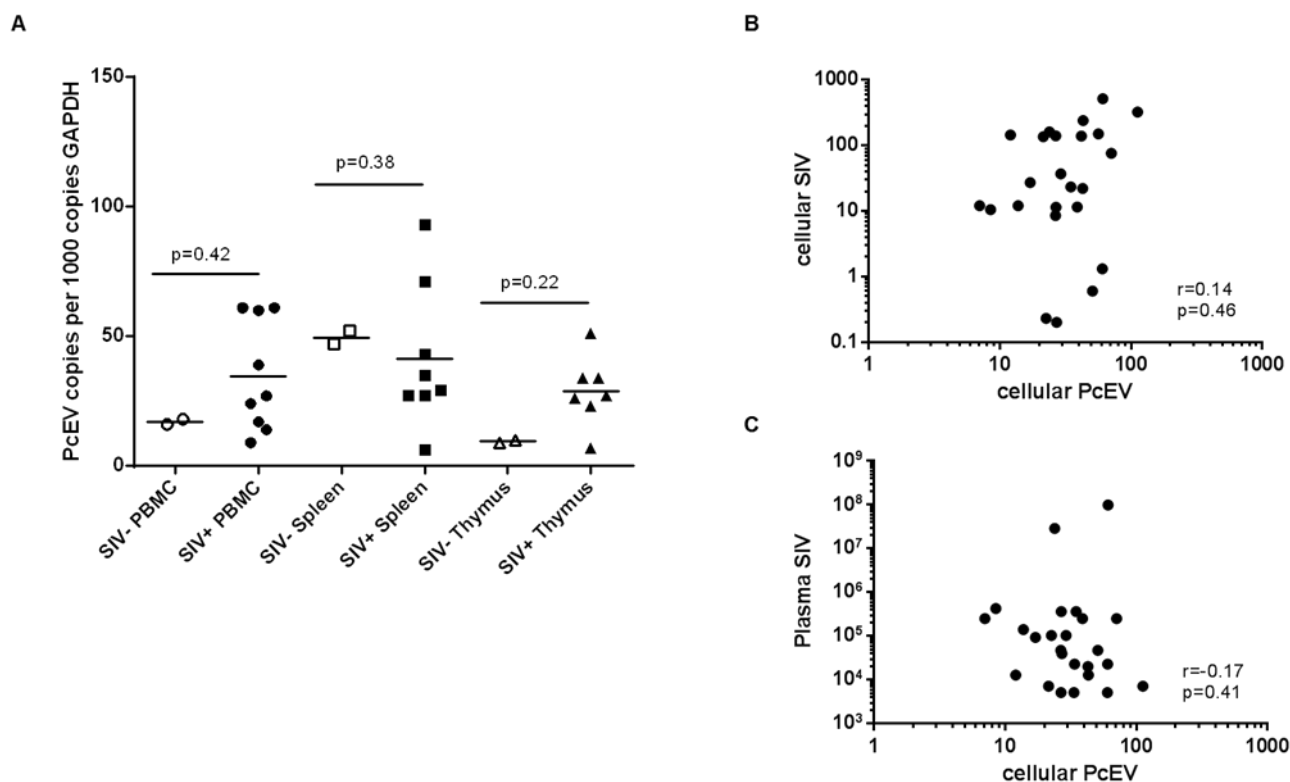 A
PcEV copies per 1000 copies GAPDH
150
100
50
0
p=0.42
p=0.38
p=0.22
SIV- PBMC
SIV+ PBMC
SIV- Spleen
SIV+ Spleen
SIV- Thymus
SIV+ Thymus
B
cellular SIV
1000
100
10
1
0.1
r=0.14
p=0.46
1
10
100
1000
cellular PcEV
C
Plasma SIV
10⁹
10⁸
10⁷
10⁶
10⁵
10⁴
10³
r=-0.17
p=0.41
1
10
100
1000
cellular PcEV